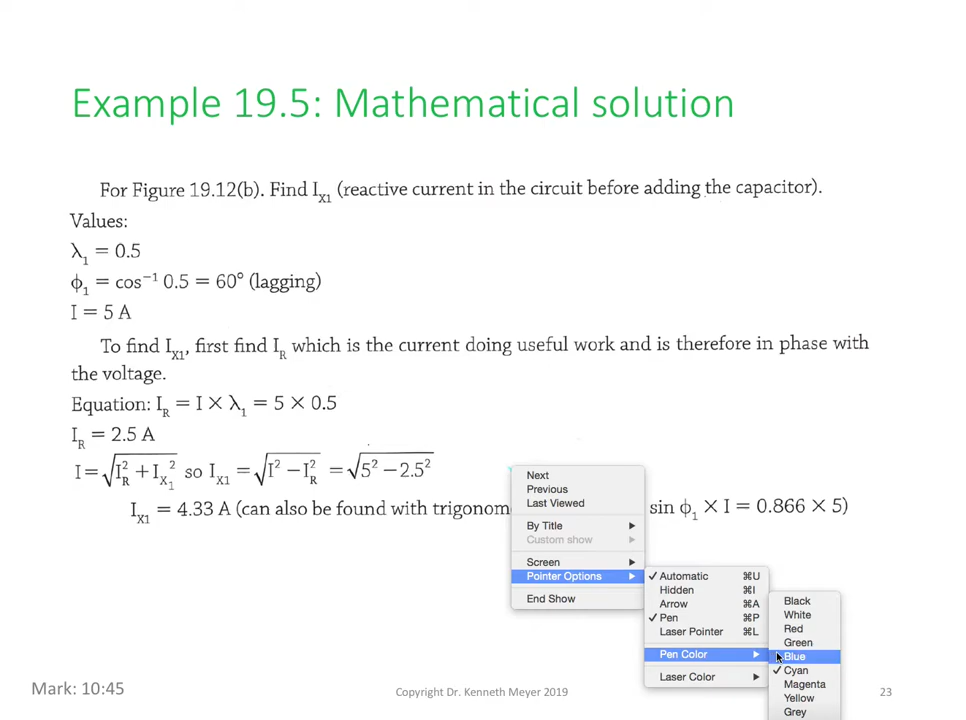 Example 19.5: Mathematical solution
For Figure 19.12(b). Find I_X1 (reactive current in the circuit before adding the capacitor).
Values:
λ₁ = 0.5
ϕ₁ = cos⁻¹ 0.5 = 60° (lagging)
I = 5 A
To find I_X1, first find I_R which is the current doing useful work and is therefore in phase with
the voltage.
Equation: I_R = I × λ₁ = 5 × 0.5
I_R = 2.5 A
I = √(I_R² + I_X₁²) so I_X1 = √(I² − I_R²) = √(5² − 2.5²)
I_X1 = 4.33 A (can also be found with trigonom sin ϕ₁ × I = 0.866 × 5)
Next
Previous
Last Viewed
By Title ▶
Custom show ▶
Screen ▶
Pointer Options ▶
End Show
✓ Automatic ⌘U
Hidden ⌘I
Arrow ⌘A
✓ Pen ⌘P
Laser Pointer ⌘L
Pen Color ▶
Laser Color ▶
Black
White
Red
Green
Blue
✓ Cyan
Magenta
Yellow
Grey
Mark: 10:45
Copyright Dr. Kenneth Meyer 2019
23